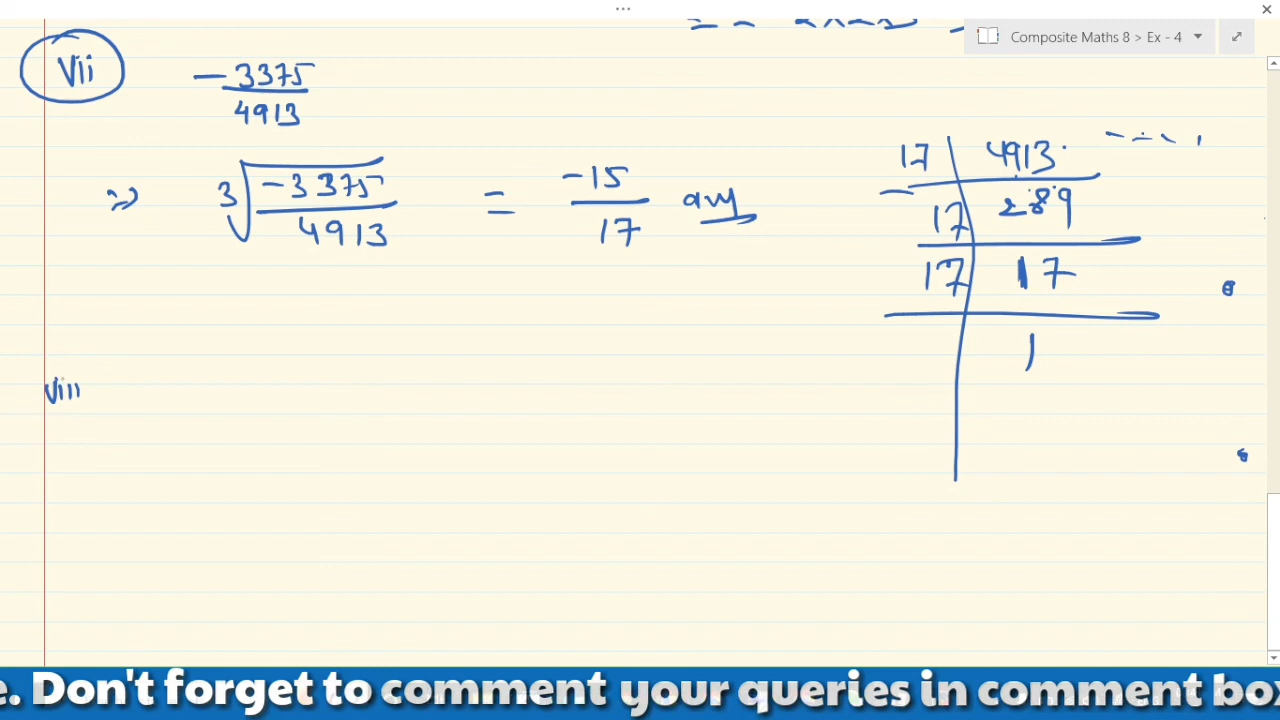 Composite Maths 8 > Ex - 4
Vii
-3375
4913
=> 3√ -3375 / 4913 = -15 / 17 ans
17 | 4913
17 | 289
17 | 17
1
Viii
e. Don't forget to comment your queries in comment box